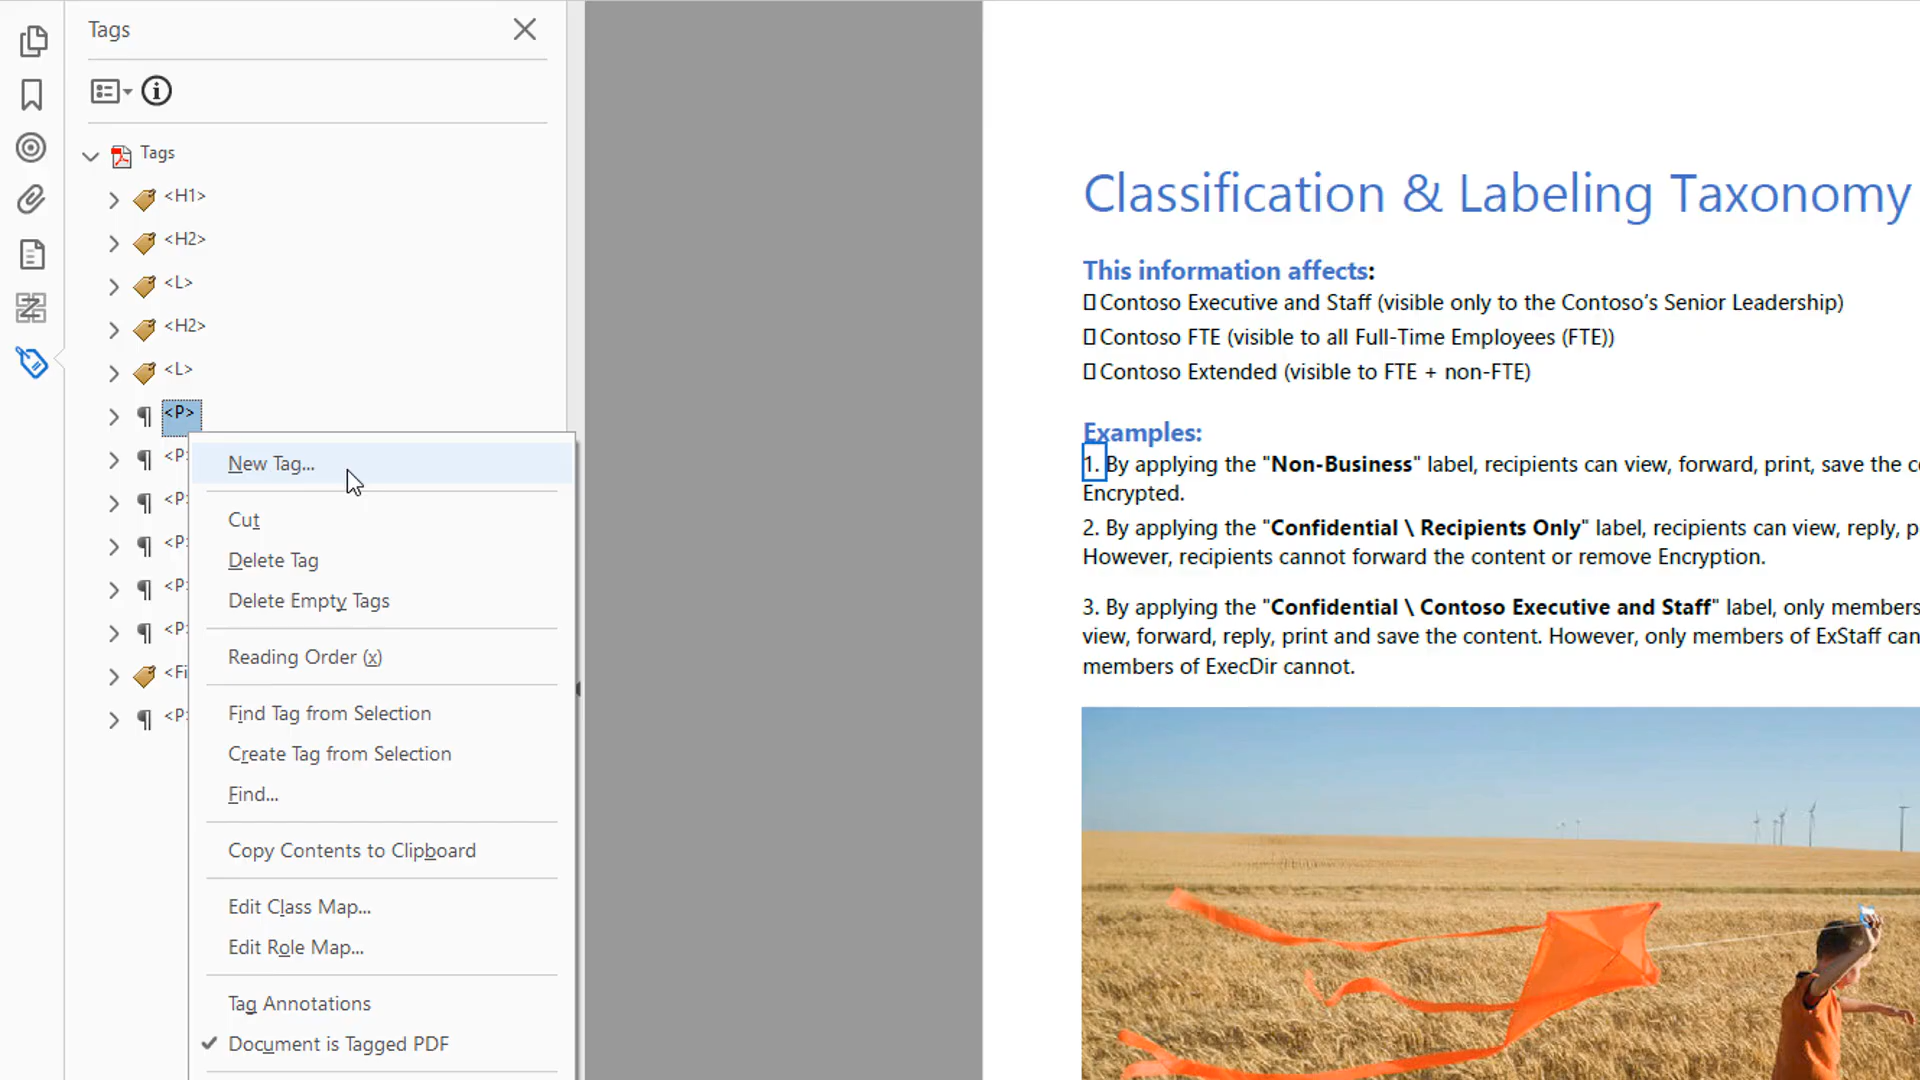 Tags
Tags
<H1>
<H2>
<L>
<H2>
<L>
<P>
<P
<P
<P
<P
<P
<Fi
<P
New Tag...
Cut
Delete Tag
Delete Empty Tags
Reading Order (x)
Find Tag from Selection
Create Tag from Selection
Find...
Copy Contents to Clipboard
Edit Class Map...
Edit Role Map...
Tag Annotations
Document is Tagged PDF
Classification & Labeling Taxonomy
This information affects:
Contoso Executive and Staff (visible only to the Contoso’s Senior Leadership)
Contoso FTE (visible to all Full-Time Employees (FTE))
Contoso Extended (visible to FTE + non-FTE)
Examples:
1. By applying the "Non-Business" label, recipients can view, forward, print, save the c
Encrypted.
2. By applying the "Confidential \ Recipients Only" label, recipients can view, reply, p
However, recipients cannot forward the content or remove Encryption.
3. By applying the "Confidential \ Contoso Executive and Staff" label, only members
view, forward, reply, print and save the content. However, only members of ExStaff can
members of ExecDir cannot.